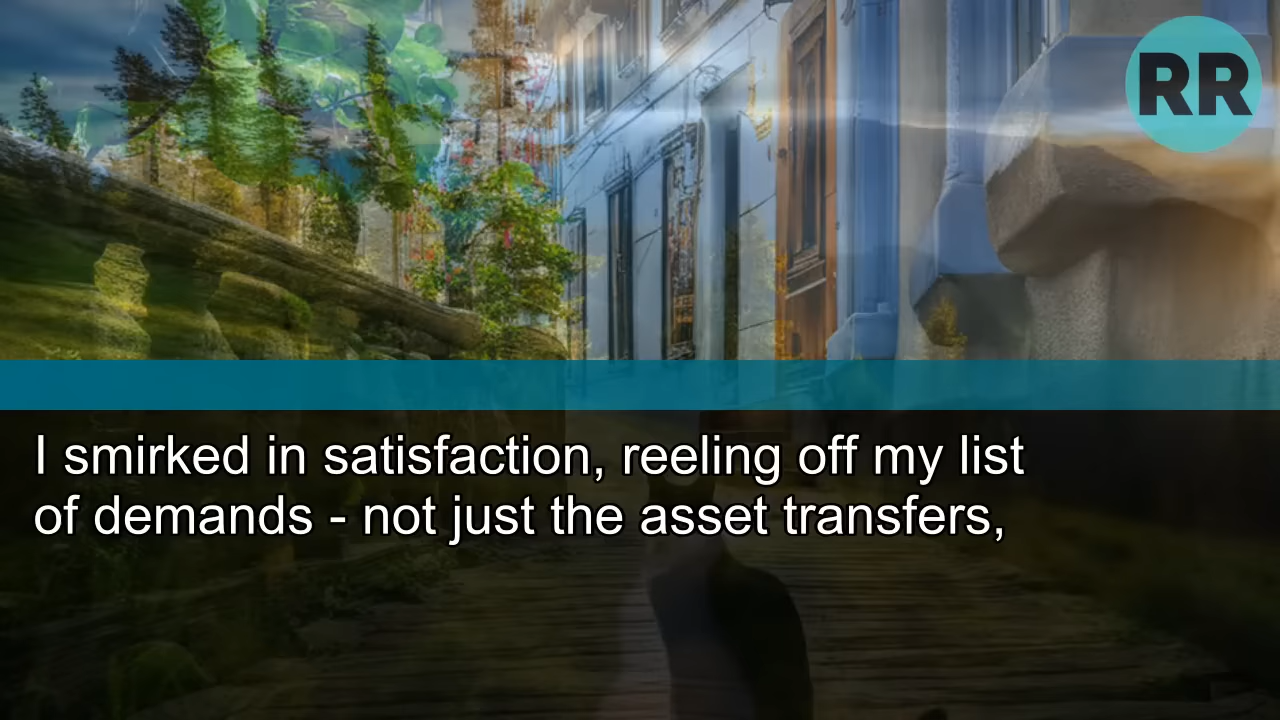 RR
I smirked in satisfaction, reeling off my list
of demands - not just the asset transfers,